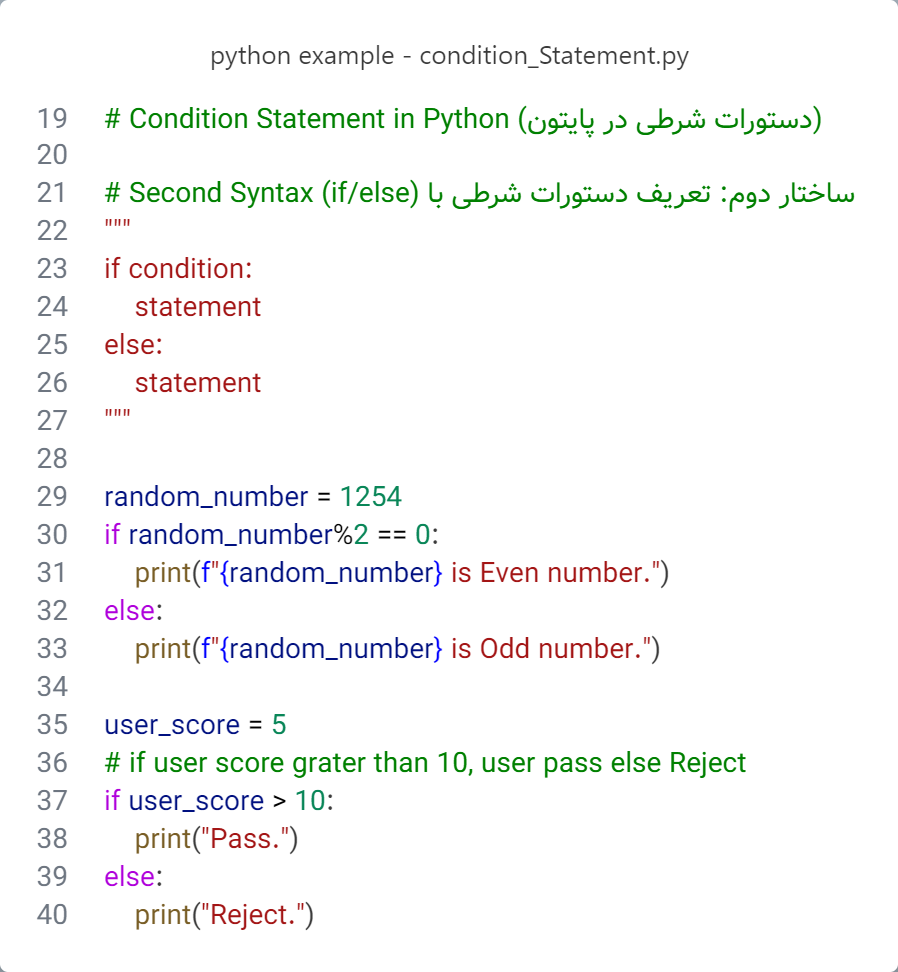 python example - condition_Statement.py
19 # Condition Statement in Python (دستورات شرطی در پایتون)
20
21 # Second Syntax (if/else) ساختار دوم: تعریف دستورات شرطی با
22 """
23 if condition:
24     statement
25 else:
26     statement
27 """
28
29 random_number = 1254
30 if random_number%2 == 0:
31     print(f"{random_number} is Even number.")
32 else:
33     print(f"{random_number} is Odd number.")
34
35 user_score = 5
36 # if user score grater than 10, user pass else Reject
37 if user_score > 10:
38     print("Pass.")
39 else:
40     print("Reject.")